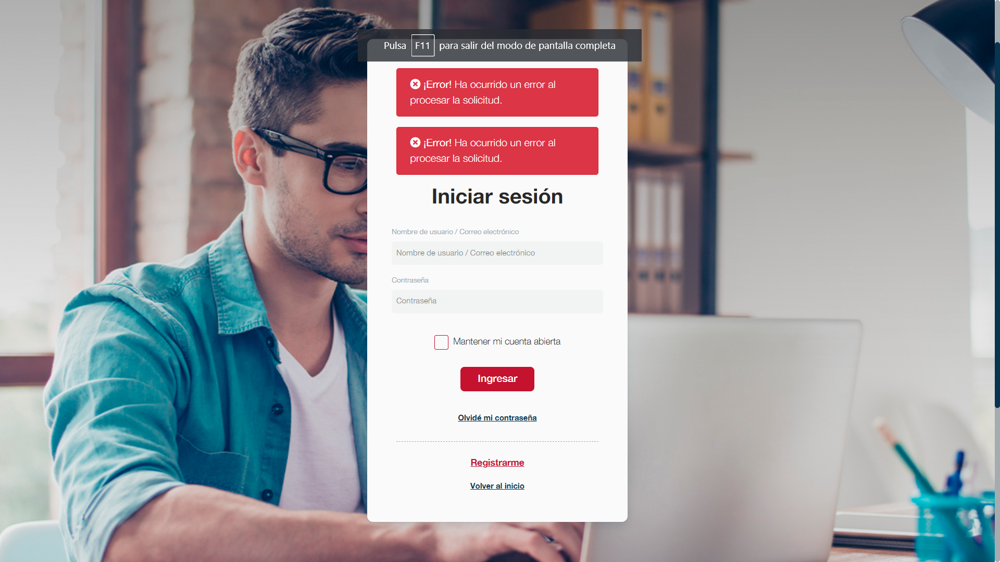 Pulsa F11 para salir del modo de pantalla completa
¡Error! Ha ocurrido un error al
procesar la solicitud.
¡Error! Ha ocurrido un error al
procesar la solicitud.
Iniciar sesión
Nombre de usuario / Correo electrónico
Nombre de usuario / Correo electrónico
Contraseña
Contraseña
Mantener mi cuenta abierta
Ingresar
Olvidé mi contraseña
Registrarme
Volver al inicio